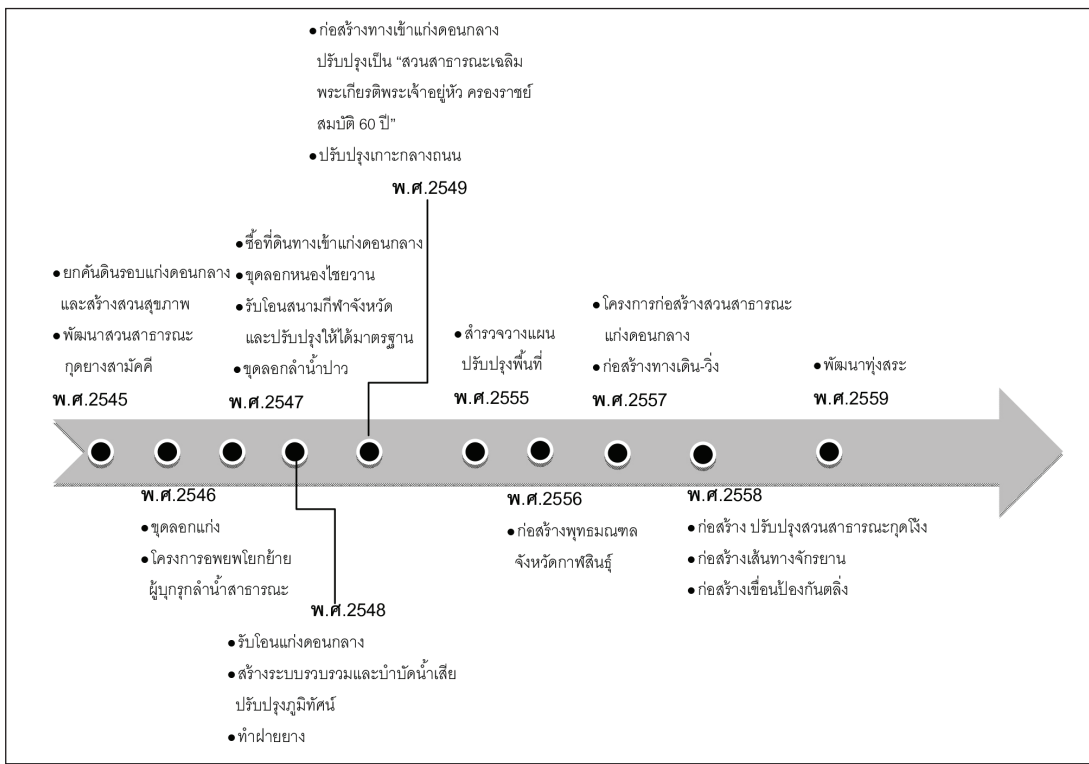 ● ก่อสร้างทางเข้าแก่งดอนกลาง
ปรับปรุงเป็น “สวนสาธารณะเฉลิม
พระเกียรติพระเจ้าอยู่หัว ครองราชย์
สมบัติ 60 ปี”
● ปรับปรุงเกาะกลางถนน
พ.ศ.2549
● ยกคันดินรอบแก่งดอนกลาง
และสร้างสวนสุขภาพ
● พัฒนาสวนสาธารณะ
กุดยางสามัคคี
พ.ศ.2545
● ซื้อที่ดินทางเข้าแก่งดอนกลาง
● ขุดลอกหนองไชยวาน
● รับโอนสนามกีฬาจังหวัด
และปรับปรุงให้ได้มาตรฐาน
● ขุดลอกลำน้ำปาว
พ.ศ.2547
● สำรวจวางแผน
ปรับปรุงพื้นที่
พ.ศ.2555
● โครงการก่อสร้างสวนสาธารณะ
แก่งดอนกลาง
● ก่อสร้างทางเดิน-วิ่ง
พ.ศ.2557
● พัฒนาทุ่งสระ
พ.ศ.2559
พ.ศ.2546
● ขุดลอกแก่ง
● โครงการอพยพโยกย้าย
ผู้บุกรุกลำน้ำสาธารณะ
พ.ศ.2548
● รับโอนแก่งดอนกลาง
● สร้างระบบรวบรวมและบำบัดน้ำเสีย
ปรับปรุงภูมิทัศน์
● ทำฝายยาง
พ.ศ.2556
● ก่อสร้างพุทธมณฑล
จังหวัดกาฬสินธุ์
พ.ศ.2558
● ก่อสร้าง ปรับปรุงสวนสาธารณะกุดโง้ง
● ก่อสร้างเส้นทางจักรยาน
● ก่อสร้างเขื่อนป้องกันตลิ่ง